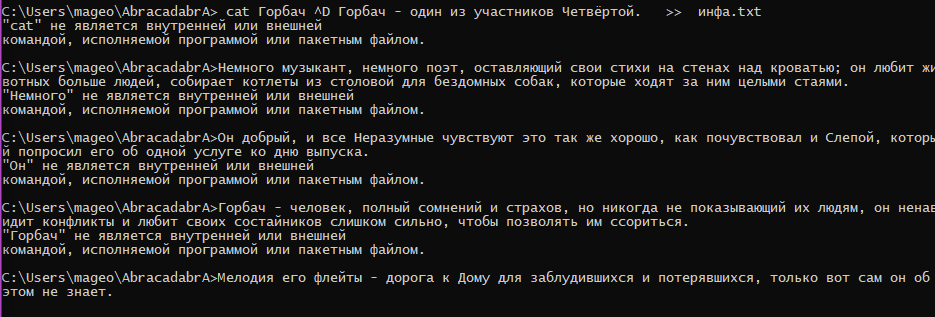 C:\Users\mageo\AbracadabrA> cat Горбач ^D Горбач - один из участников Четвёртой.   >>  инфа.txt
"cat" не является внутренней или внешней
командой, исполняемой программой или пакетным файлом.
C:\Users\mageo\AbracadabrA>Немного музыкант, немного поэт, оставляющий свои стихи на стенах над кроватью; он любит жи
вотных больше людей, собирает котлеты из столовой для бездомных собак, которые ходят за ним целыми стаями.
"Немного" не является внутренней или внешней
командой, исполняемой программой или пакетным файлом.
C:\Users\mageo\AbracadabrA>Он добрый, и все Неразумные чувствуют это так же хорошо, как почувствовал и Слепой, которы
й попросил его об одной услуге ко дню выпуска.
"Он" не является внутренней или внешней
командой, исполняемой программой или пакетным файлом.
C:\Users\mageo\AbracadabrA>Горбач - человек, полный сомнений и страхов, но никогда не показывающий их людям, он ненав
идит конфликты и любит своих состайников слишком сильно, чтобы позволять им ссориться.
"Горбач" не является внутренней или внешней
командой, исполняемой программой или пакетным файлом.
C:\Users\mageo\AbracadabrA>Мелодия его флейты - дорога к Дому для заблудившихся и потерявшихся, только вот сам он об
этом не знает.